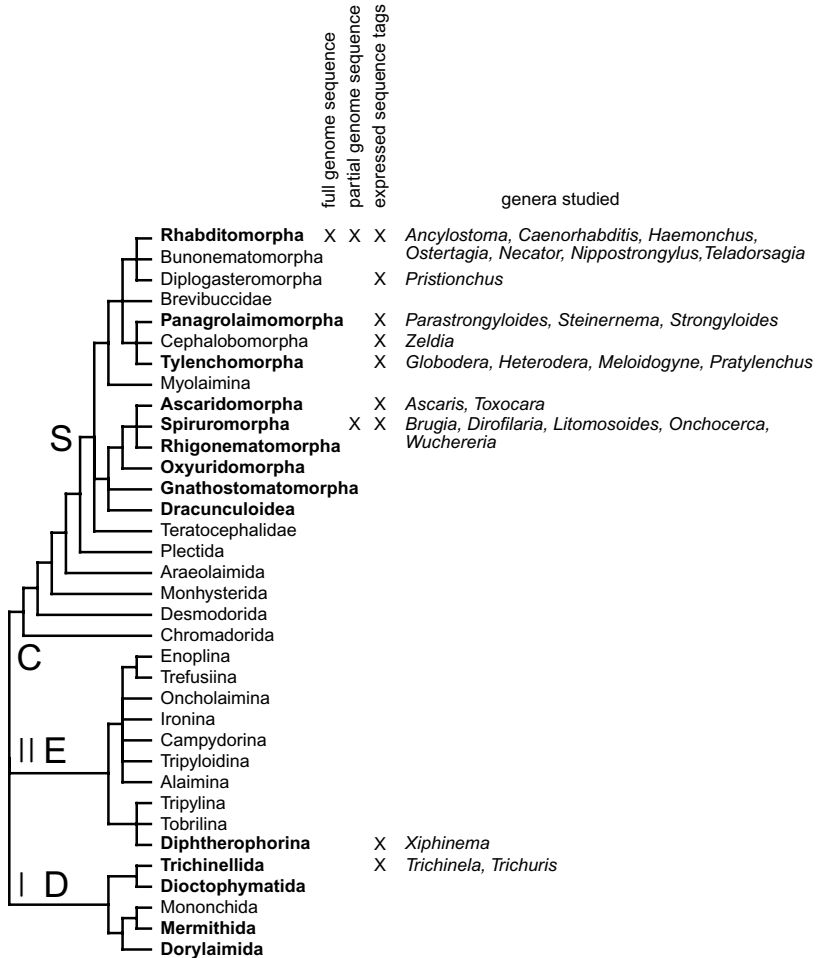 full genome sequence
partial genome sequence
expressed sequence tags
genera studied
Rhabditomorpha X X X Ancylostoma, Caenorhabditis, Haemonchus,
Bunonematomorpha Ostertagia, Necator, Nippostrongylus,Teladorsagia
Diplogasteromorpha X Pristionchus
Brevibuccidae
Panagrolaimomorpha X Parastrongyloides, Steinernema, Strongyloides
Cephalobomorpha X Zeldia
Tylenchomorpha X Globodera, Heterodera, Meloidogyne, Pratylenchus
Myolaimina
Ascaridomorpha X Ascaris, Toxocara
S Spiruromorpha X X Brugia, Dirofilaria, Litomosoides, Onchocerca,
Rhigonematomorpha Wuchereria
Oxyuridomorpha
Gnathostomatomorpha
Dracunculoidea
Teratocephalidae
Plectida
Araeolaimida
Monhysterida
Desmodorida
Chromadorida
C Enoplina
Trefusiina
Oncholaimina
Ironina
Campydorina
II E Tripyloidina
Alaimina
Tripylina
Tobrilina
Diphtherophorina X Xiphinema
Trichinellida X Trichinela, Trichuris
I D Dioctophymatida
Mononchida
Mermithida
Dorylaimida